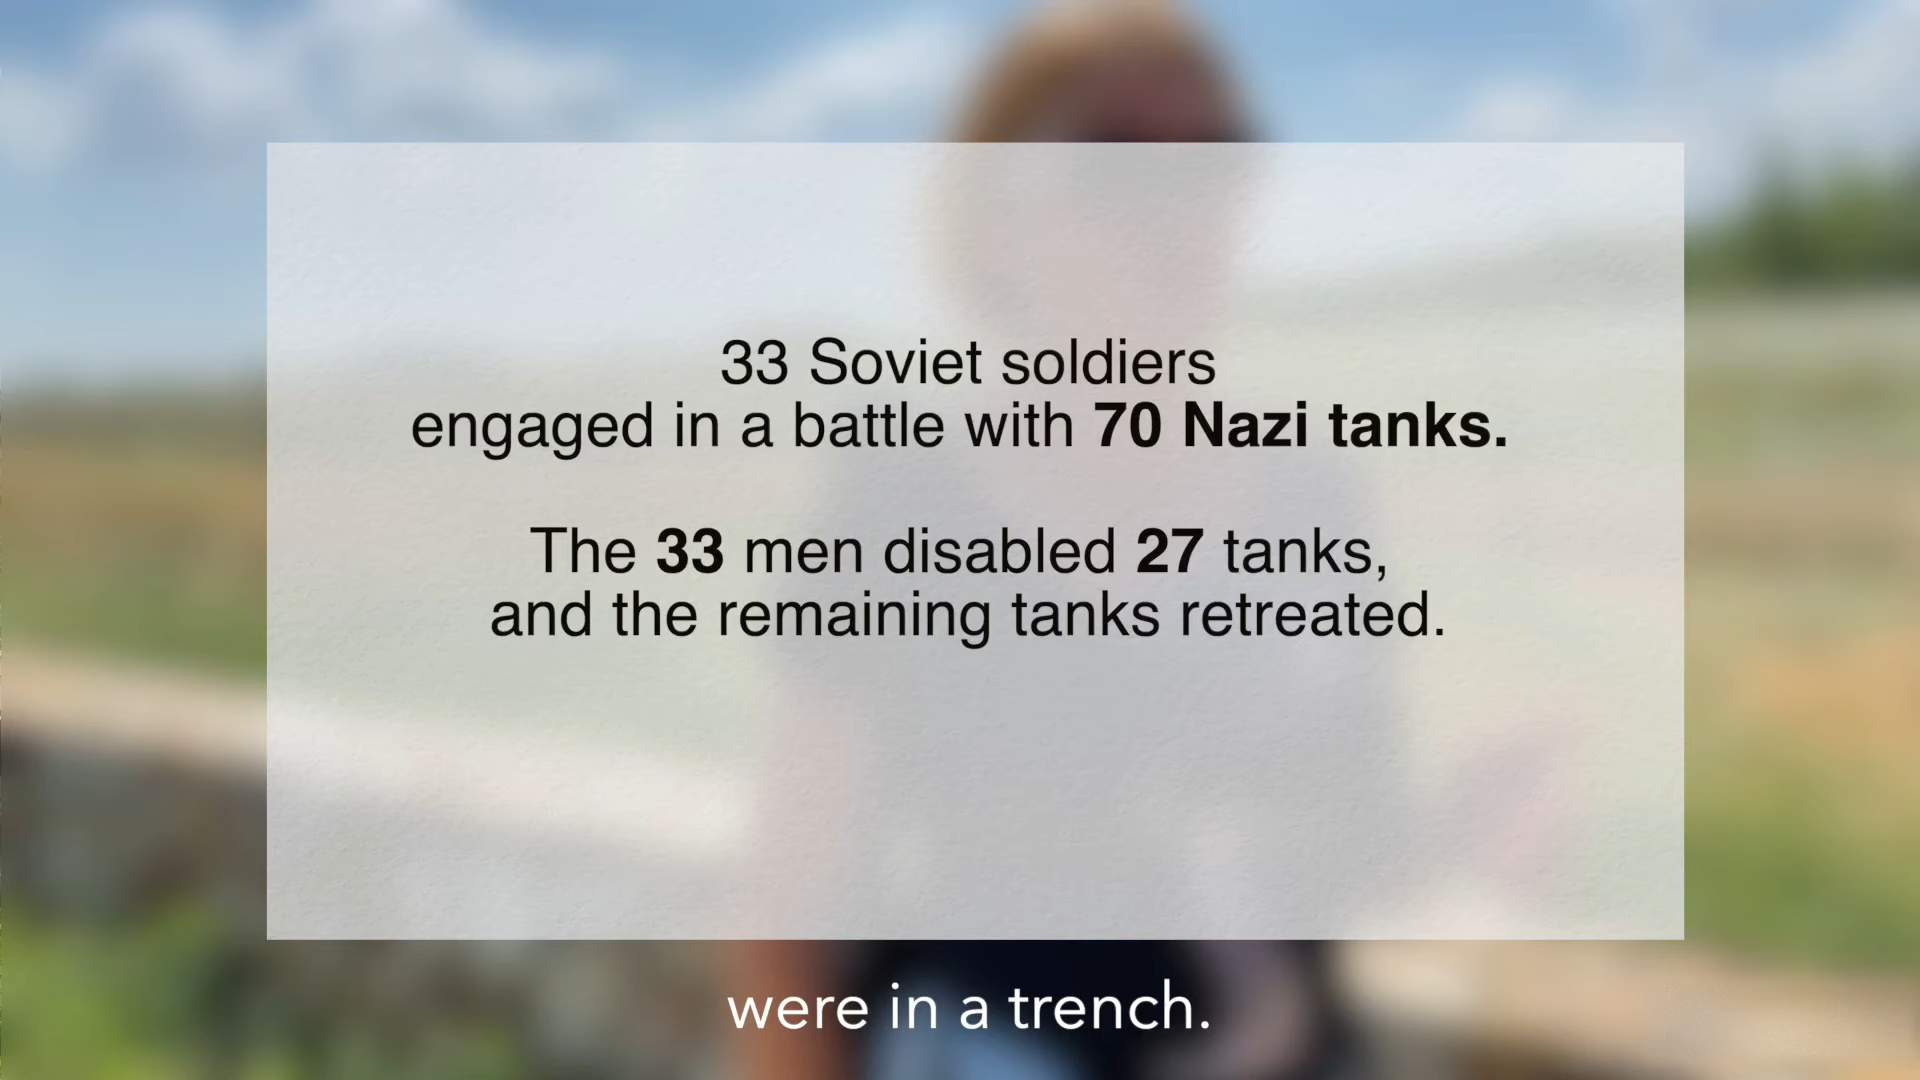 33 Soviet soldiers
engaged in a battle with 70 Nazi tanks.
The 33 men disabled 27 tanks,
and the remaining tanks retreated.
were in a trench.